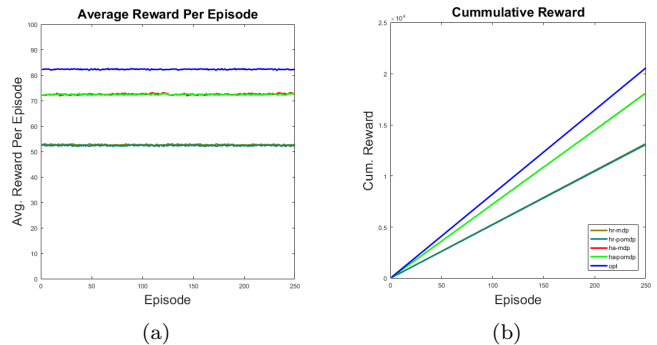 Average Reward Per Episode
100
90
80
70
60
50
40
30
20
10
0
Avg. Reward Per Episode
0 50 100 150 200 250
Episode
(a)
Cummulative Reward
×10⁴
2.5
2
1.5
1
0.5
0
Cum. Reward
0 50 100 150 200 250
Episode
hr-mdp
hr-pomdp
ha-mdp
ha-pomdp
opt
(b)